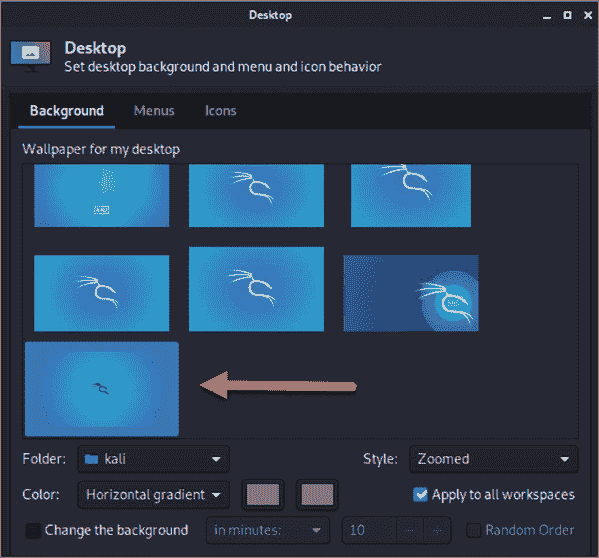 Desktop
Desktop
Set desktop background and menu and icon behavior
Background Menus Icons
Wallpaper for my desktop
Folder: kali Style: Zoomed
Color: Horizontal gradient Apply to all workspaces
Change the background in minutes: 10 Random Order